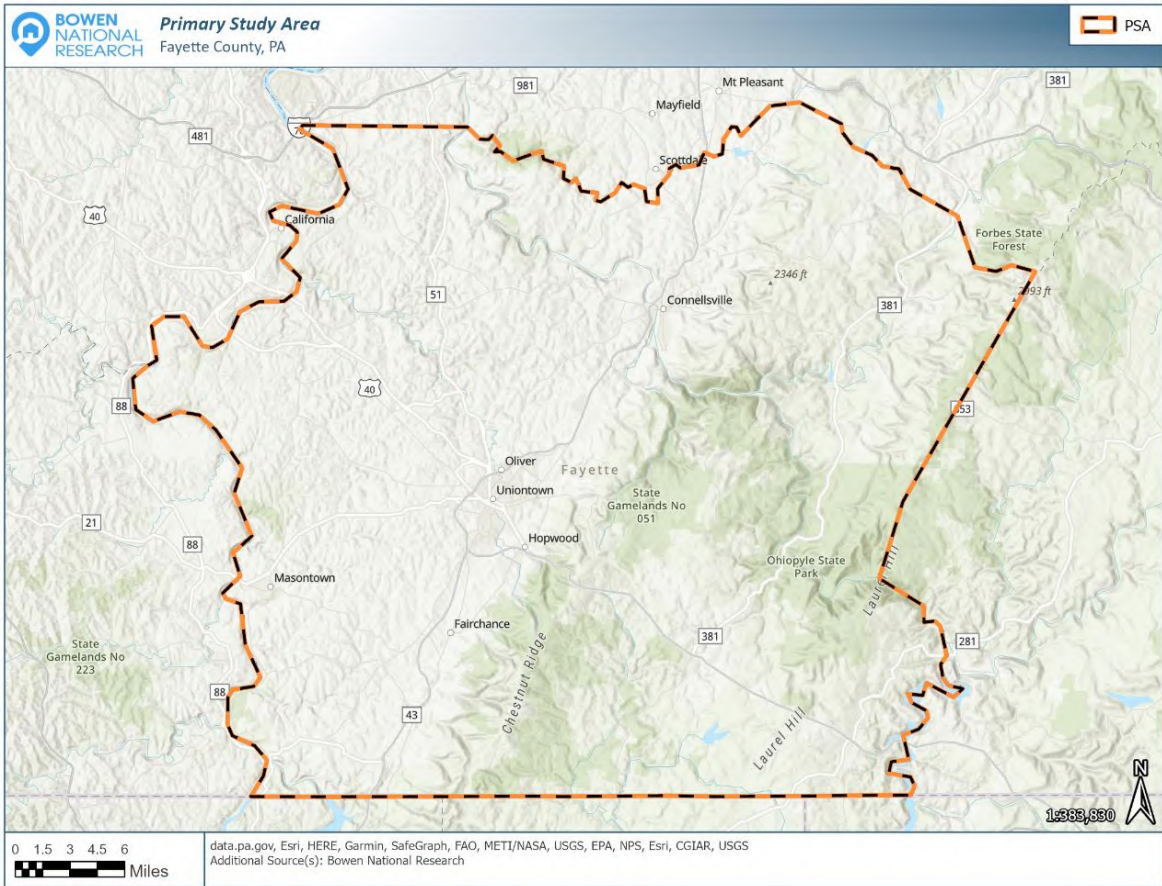 BOWEN
NATIONAL
RESEARCH
Primary Study Area
Fayette County, PA
PSA
381
981
Mt Pleasant
Mayfield
481
Scottdale
40
California
Forbes State
Forest
2346 ft
2993 ft
51
381
Connellsville
40
88
653
Oliver
Fayette
Uniontown
State
Gamelands No
051
21
88
Hopwood
Ohiopyle State
Park
Masontown
Laurel Hill
Fairchance
381
281
State
Gamelands No
223
Chestnut Ridge
88
43
Laurel Hill
N
1:383,830
0 1.5 3 4.5 6
Miles
data.pa.gov, Esri, HERE, Garmin, SafeGraph, FAO, METI/NASA, USGS, EPA, NPS, Esri, CGIAR, USGS
Additional Source(s): Bowen National Research